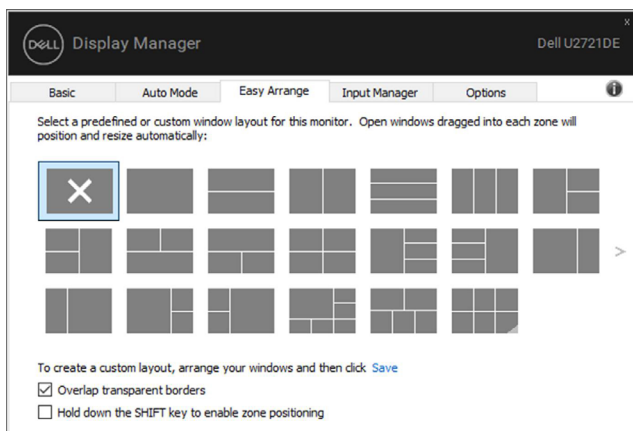 DELL Display Manager
x
Dell U2721DE
Basic Auto Mode Easy Arrange Input Manager Options
Select a predefined or custom window layout for this monitor. Open windows dragged into each zone will
position and resize automatically:
To create a custom layout, arrange your windows and then click Save
Overlap transparent borders
Hold down the SHIFT key to enable zone positioning